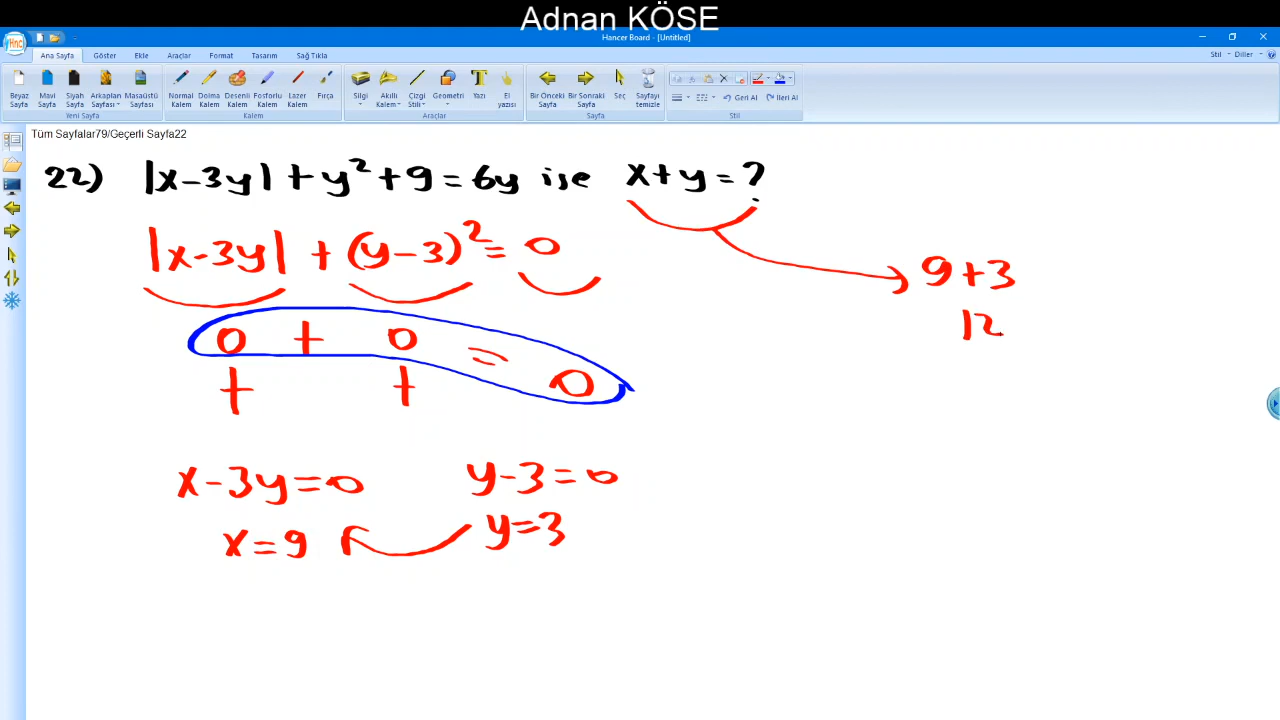 Adnan KÖSE
Hancer Board - [Untitled]
Hnc
Ana Sayfa Göster Ekle Araçlar Format Tasarım Sağ Tıkla
Stil Diller
Beyaz Sayfa Mavi Sayfa Siyah Sayfa Arkaplan Sayfası Masaüstü Sayfası
Normal Kalem Dolma Kalem Desenli Kalem Fosforlu Kalem Lazer Kalem Fırça
Silgi Akıllı Kalem Çizgi Stili Geometri Yazı El yazısı
Bir Önceki Sayfa Bir Sonraki Sayfa Seç Sayfayı temizle
Geri Al İleri Al
Yeni Sayfa Kalem Araçlar Sayfa Stil
Tüm Sayfalar79/Geçerli Sayfa22
22) |x-3y| + y²+9=6y ise x+y=?
|x-3y| + (y-3)²=0
9+3
12
0 + 0 = 0
+ +
x-3y=0 y-3=0
x=9 y=3